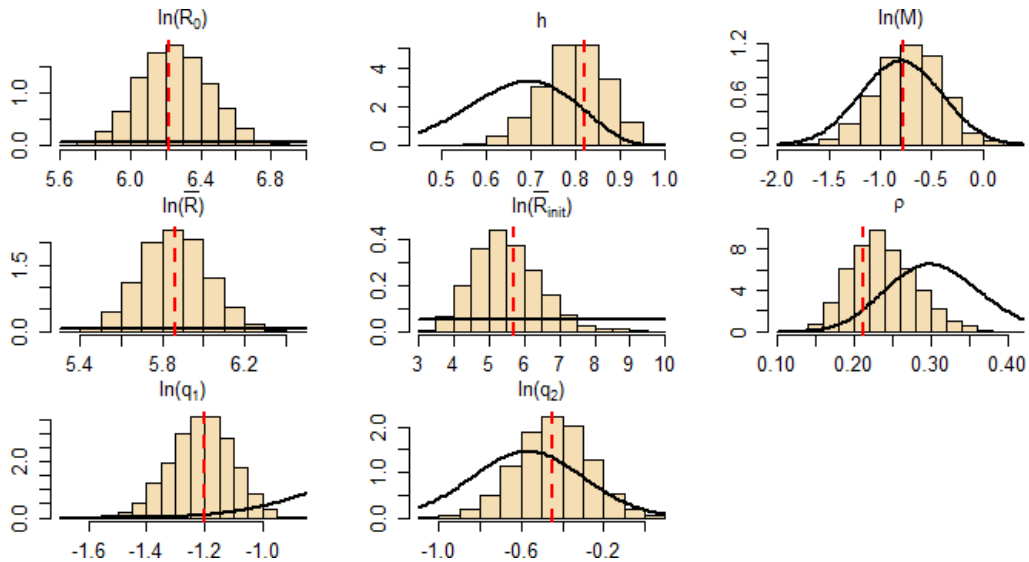 ln(R₀)
0.0 1.0
5.6 6.0 6.4 6.8
h
0 2 4
0.5 0.6 0.7 0.8 0.9 1.0
ln(M)
0.0 0.6 1.2
-2.0 -1.5 -1.0 -0.5 0.0
ln(R̅)
0.0 1.5
5.4 5.8 6.2
ln(R̅ᵢₙᵢₜ)
0.0 0.2 0.4
3 4 5 6 7 8 9 10
ρ
0 4 8
0.10 0.20 0.30 0.40
ln(q₁)
0.0 2.0
-1.6 -1.4 -1.2 -1.0
ln(q₂)
0.0 1.0 2.0
-1.0 -0.6 -0.2